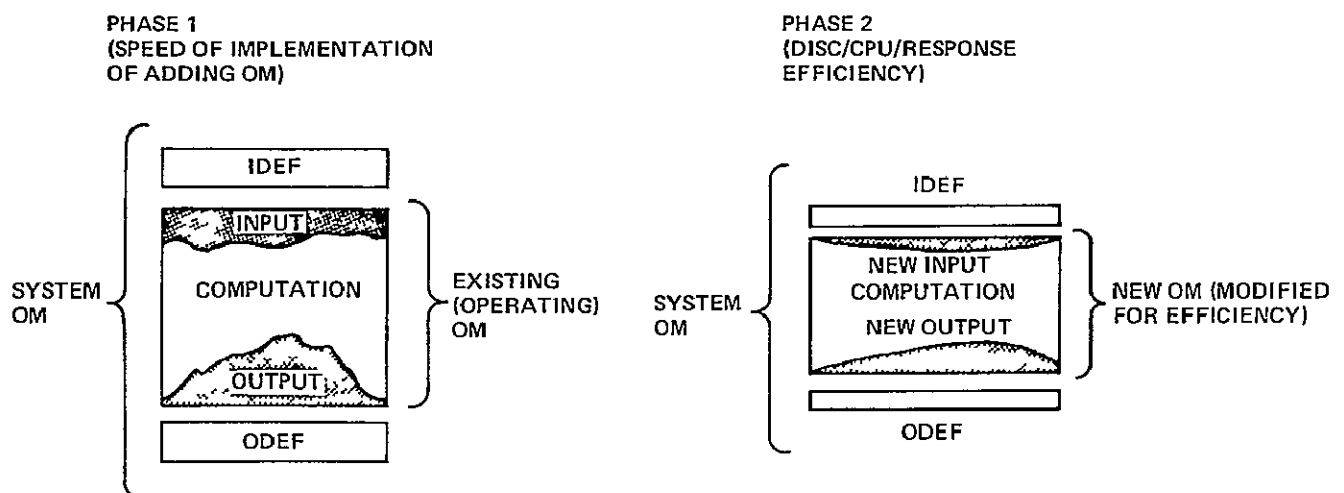 PHASE 1
(SPEED OF IMPLEMENTATION
OF ADDING OM)
IDEF
INPUT
COMPUTATION
OUTPUT
ODEF
SYSTEM
OM
EXISTING
(OPERATING)
OM
PHASE 2
(DISC/CPU/RESPONSE
EFFICIENCY)
IDEF
NEW INPUT
COMPUTATION
NEW OUTPUT
ODEF
SYSTEM
OM
NEW OM (MODIFIED
FOR EFFICIENCY)